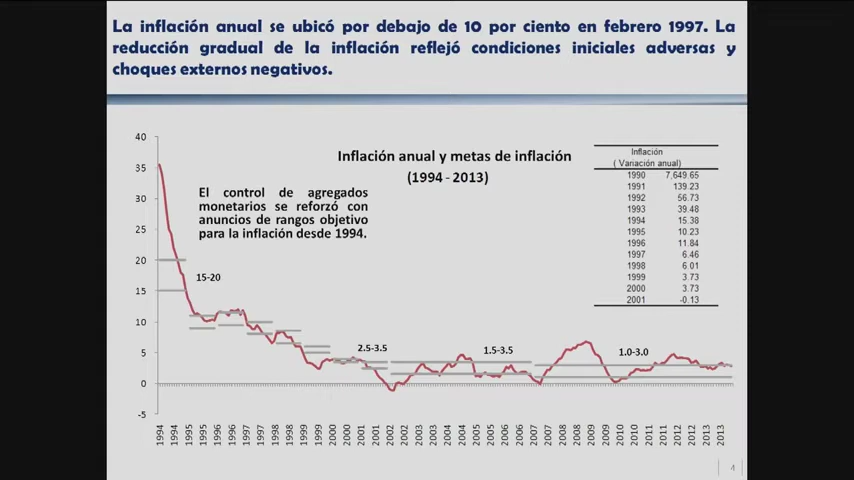 La inflación anual se ubicó por debajo de 10 por ciento en febrero 1997. La
reducción gradual de la inflación reflejó condiciones iniciales adversas y
choques externos negativos.
Inflación anual y metas de inflación
(1994 - 2013)
El control de agregados
monetarios se reforzó con
anuncios de rangos objetivo
para la inflación desde 1994.
Inflación
( Variación anual)
1990 7,649.65
1991 139.23
1992 56.73
1993 39.48
1994 15.38
1995 10.23
1996 11.84
1997 6.46
1998 6.01
1999 3.73
2000 3.73
2001 -0.13
40
35
30
25
20
15
10
5
0
-5
15-20
2.5-3.5
1.5-3.5
1.0-3.0
1994 1994 1995 1995 1996 1996 1997 1997 1998 1998 1999 1999 2000 2000 2001 2001 2002 2002 2003 2003 2004 2004 2005 2005 2006 2006 2007 2007 2008 2008 2009 2009 2010 2010 2011 2011 2012 2012 2013 2013
4